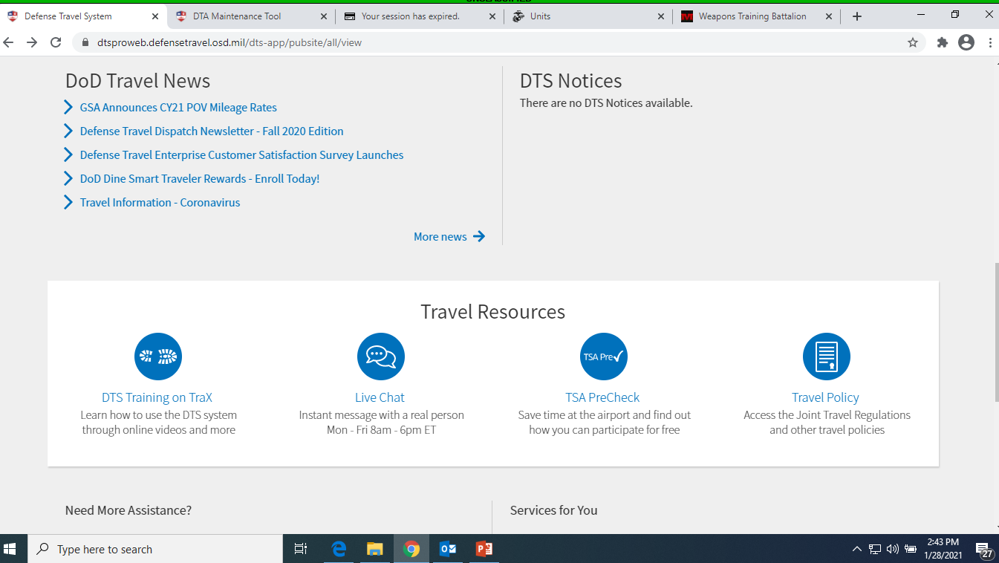 UNCLASSIFIED
Defense Travel System
DTA Maintenance Tool
Your session has expired.
Units
Weapons Training Battalion
dtsproweb.defensetravel.osd.mil/dts-app/pubsite/all/view
DoD Travel News
GSA Announces CY21 POV Mileage Rates
Defense Travel Dispatch Newsletter - Fall 2020 Edition
Defense Travel Enterprise Customer Satisfaction Survey Launches
DoD Dine Smart Traveler Rewards - Enroll Today!
Travel Information - Coronavirus
More news
DTS Notices
There are no DTS Notices available.
Travel Resources
DTS Training on TraX
Learn how to use the DTS system
through online videos and more
Live Chat
Instant message with a real person
Mon - Fri 8am - 6pm ET
TSA Pre✓
TSA PreCheck
Save time at the airport and find out
how you can participate for free
Travel Policy
Access the Joint Travel Regulations
and other travel policies
Need More Assistance?
Services for You
Type here to search
2:43 PM
1/28/2021
27